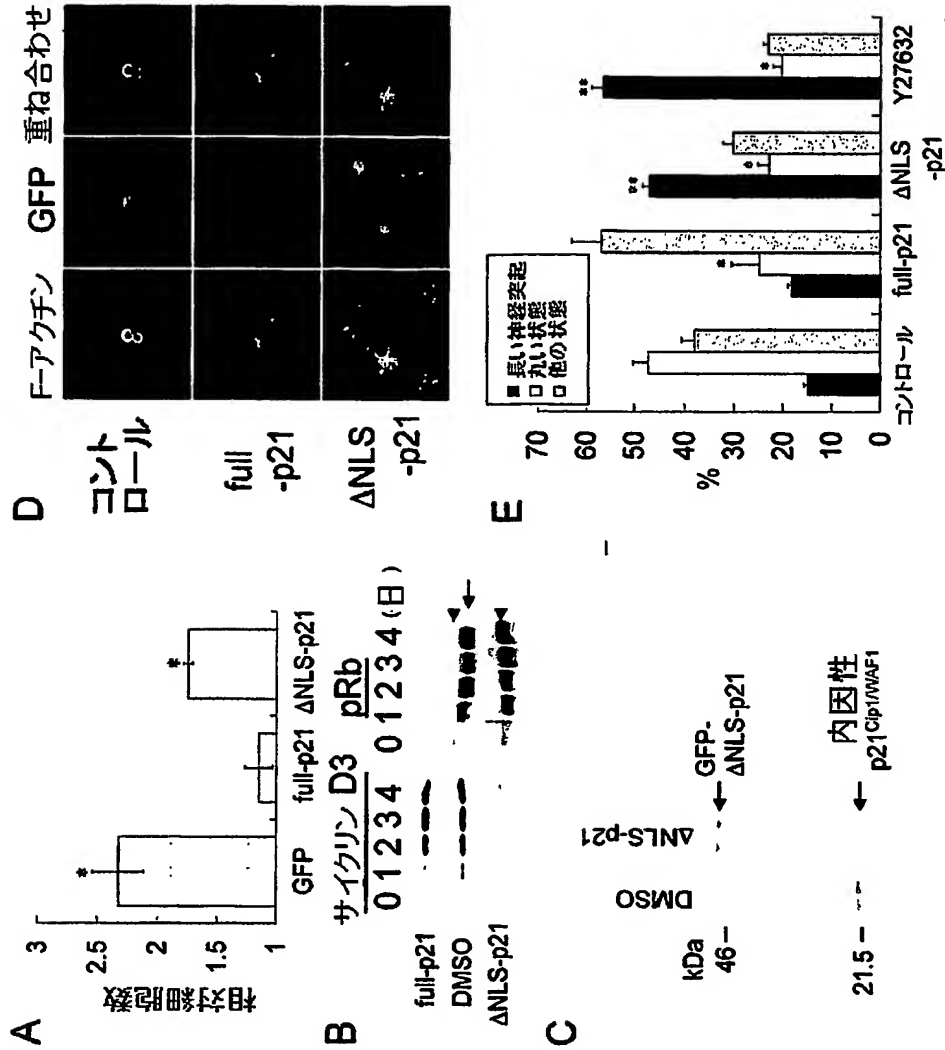 A
3
2.5
2
1.5
1
相対細胞数
*
*
GFP
full-p21
ΔNLS-p21
B
サイクリン D3
pRb
0 1 2 3 4
0 1 2 3 4 (日)
full-p21
DMSO
ΔNLS-p21
C
DMSO
ΔNLS-p21
kDa
46
21.5
GFP-
ΔNLS-p21
内因性
p21Cip1/WAF1
D
F-アクチン
GFP
重ね合わせ
コント
ロール
full
-p21
ΔNLS
-p21
E
70
60
50
40
30
20
10
0
%
長い神経突起
丸い状態
他の状態
*
**
*
**
*
コントロール
full-p21
ΔNLS
-p21
Y27632